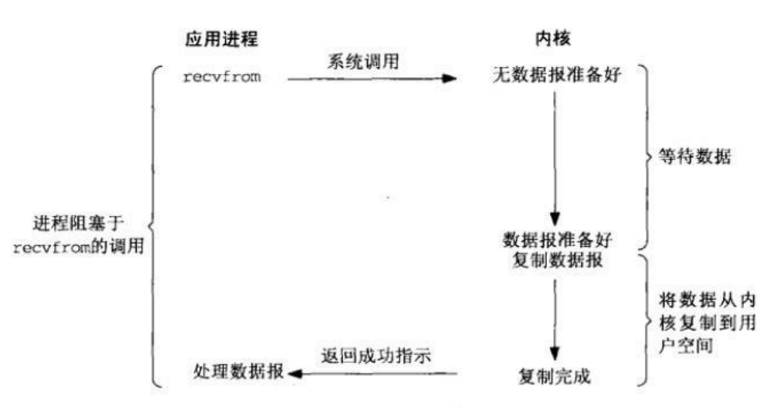 应用进程
内核
recvfrom
系统调用
无数据报准备好
等待数据
进程阻塞于
recvfrom的调用
数据报准备好
复制数据报
将数据从内
核复制到用
户空间
处理数据报
返回成功指示
复制完成